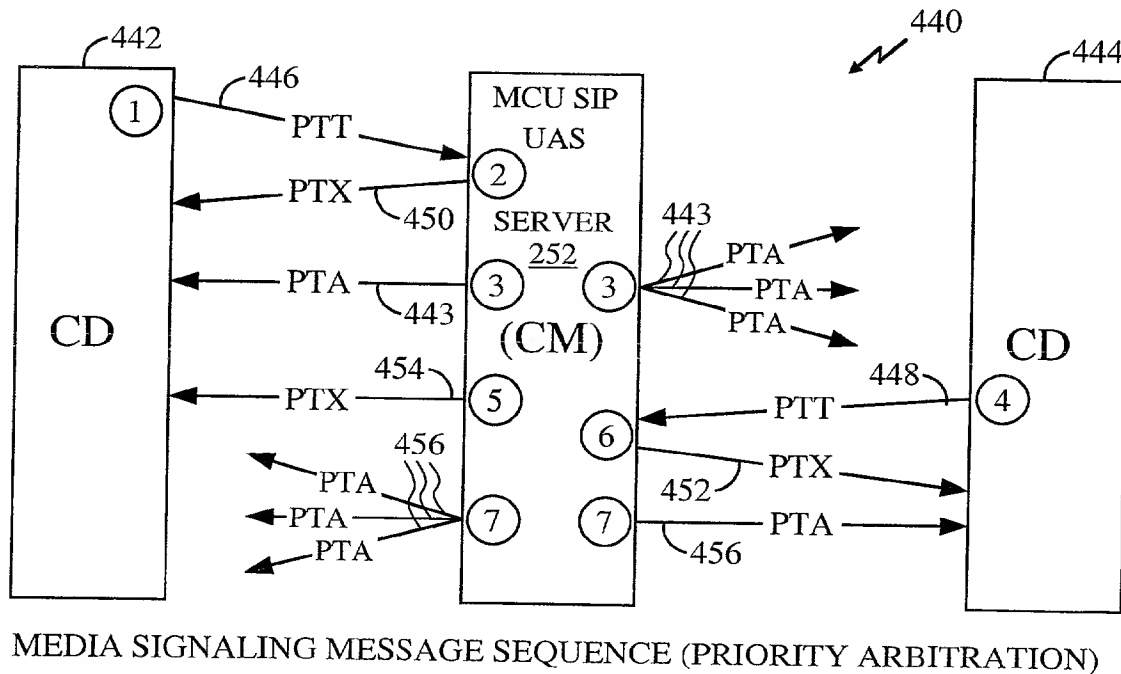 442
446
440
444
1
PTT
MCU SIP
UAS
2
PTX
450
SERVER
252
443
PTA
PTA
PTA
3
3
PTA
443
CD
(CM)
CD
454
448
PTX
5
PTT
4
6
456
PTX
452
PTA
PTA
PTA
7
7
PTA
456
MEDIA SIGNALING MESSAGE SEQUENCE (PRIORITY ARBITRATION)